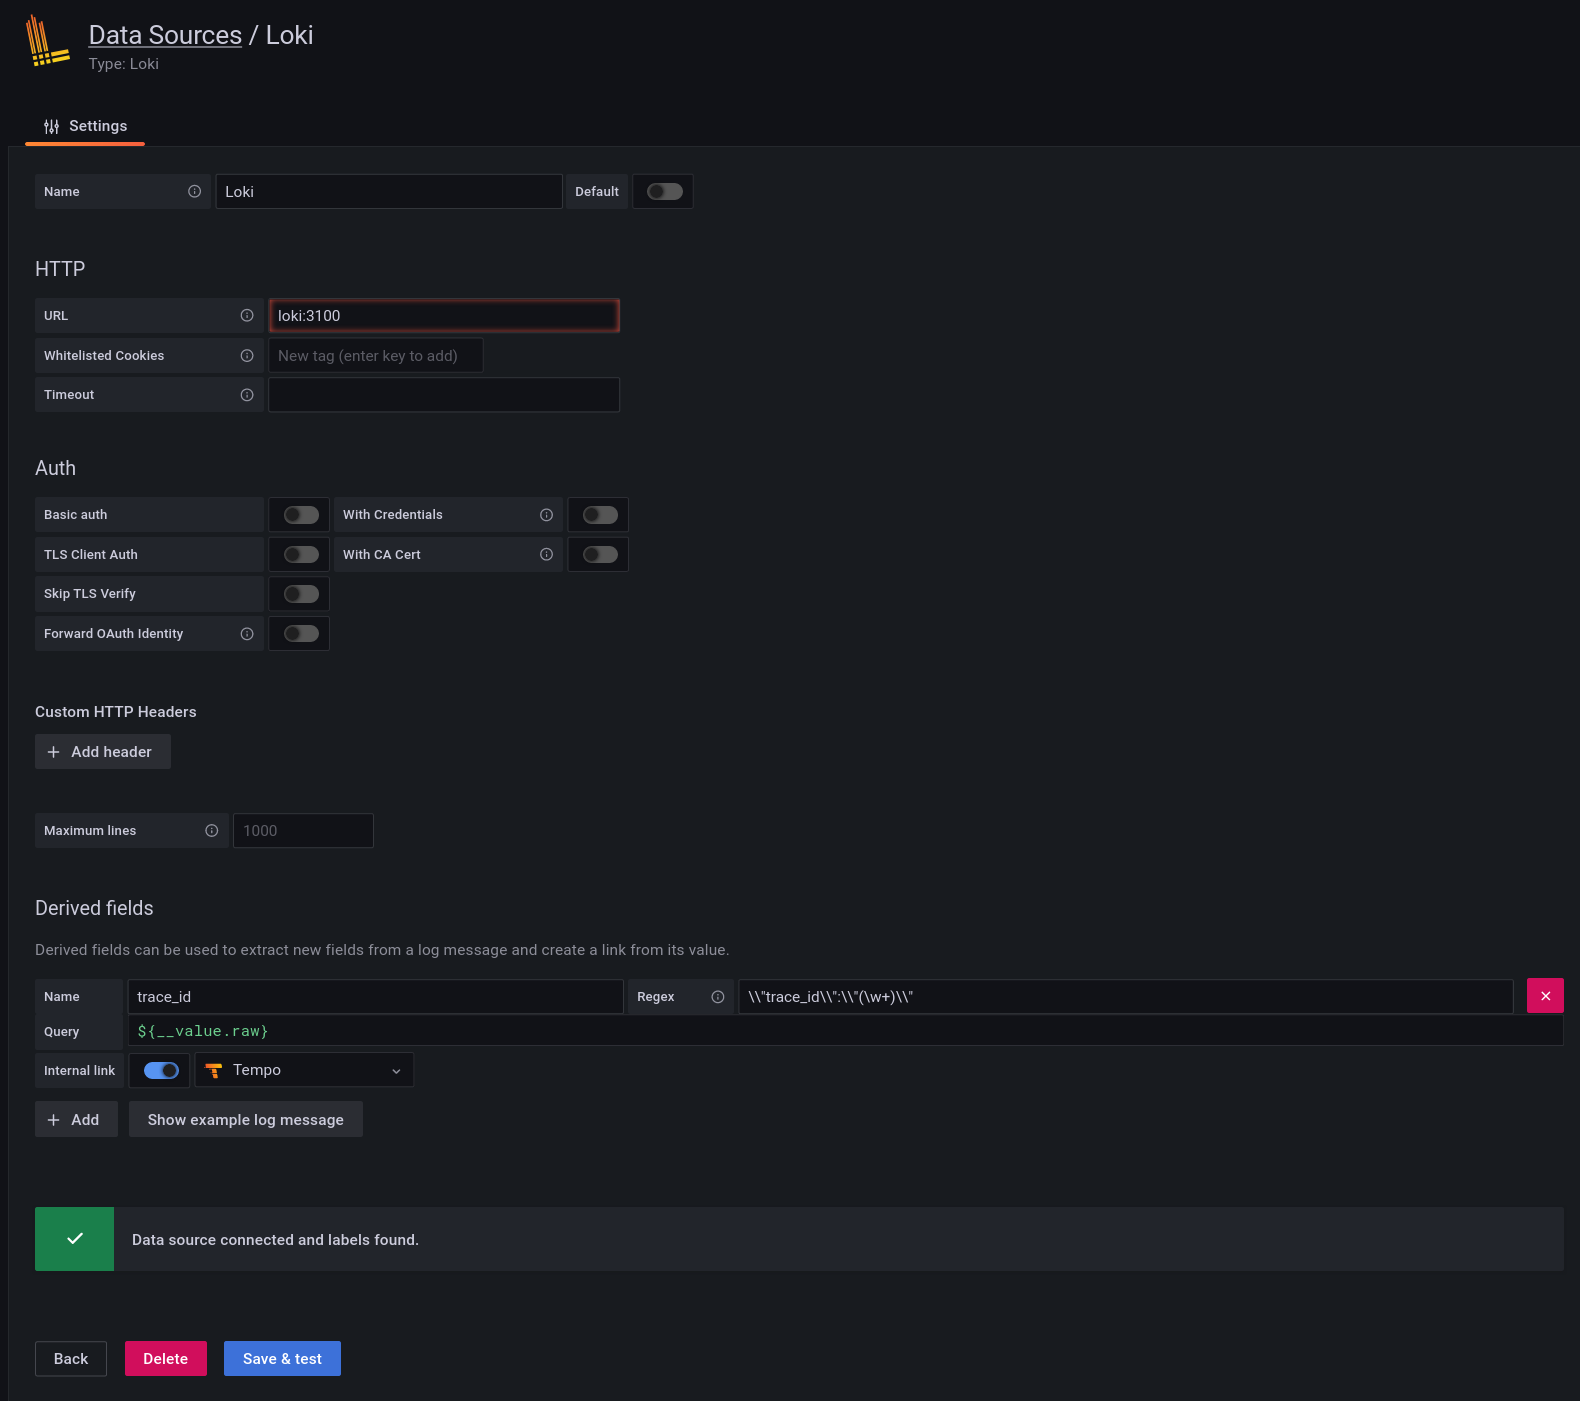 Data Sources / Loki
Type: Loki
Settings
Name Loki Default
HTTP
URL loki:3100
Whitelisted Cookies New tag (enter key to add)
Timeout
Auth
Basic auth With Credentials
TLS Client Auth With CA Cert
Skip TLS Verify
Forward OAuth Identity
Custom HTTP Headers
+ Add header
Maximum lines 1000
Derived fields
Derived fields can be used to extract new fields from a log message and create a link from its value.
Name trace_id Regex \\"trace_id\\":\\"(\w+)\\"
Query ${__value.raw}
Internal link Tempo
+ Add Show example log message
Data source connected and labels found.
Back Delete Save & test